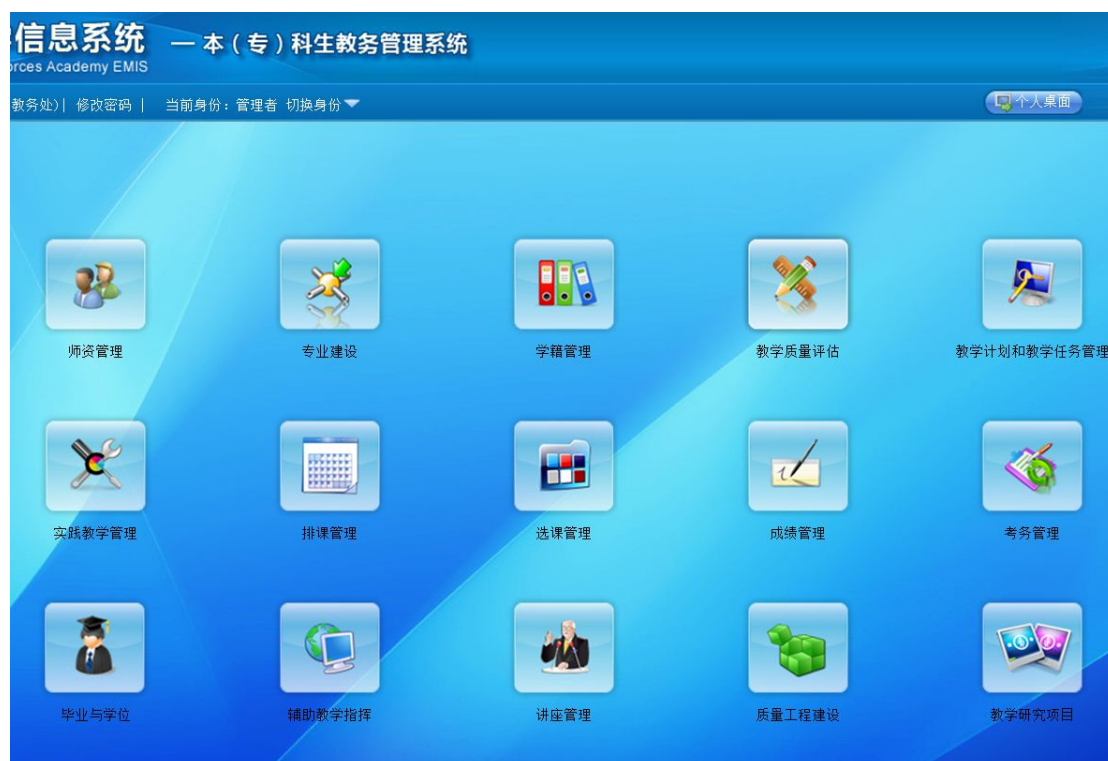 信息系统 — 本（专）科生教务管理系统
Academy EMIS
教务处)| 修改密码 | 当前身份：管理者 切换身份
个人桌面
师资管理 专业建设 学籍管理 教学质量评估 教学计划和教学任务管理
实践教学管理 排课管理 选课管理 成绩管理 考务管理
毕业与学位 辅助教学指挥 讲座管理 质量工程建设 教学研究项目